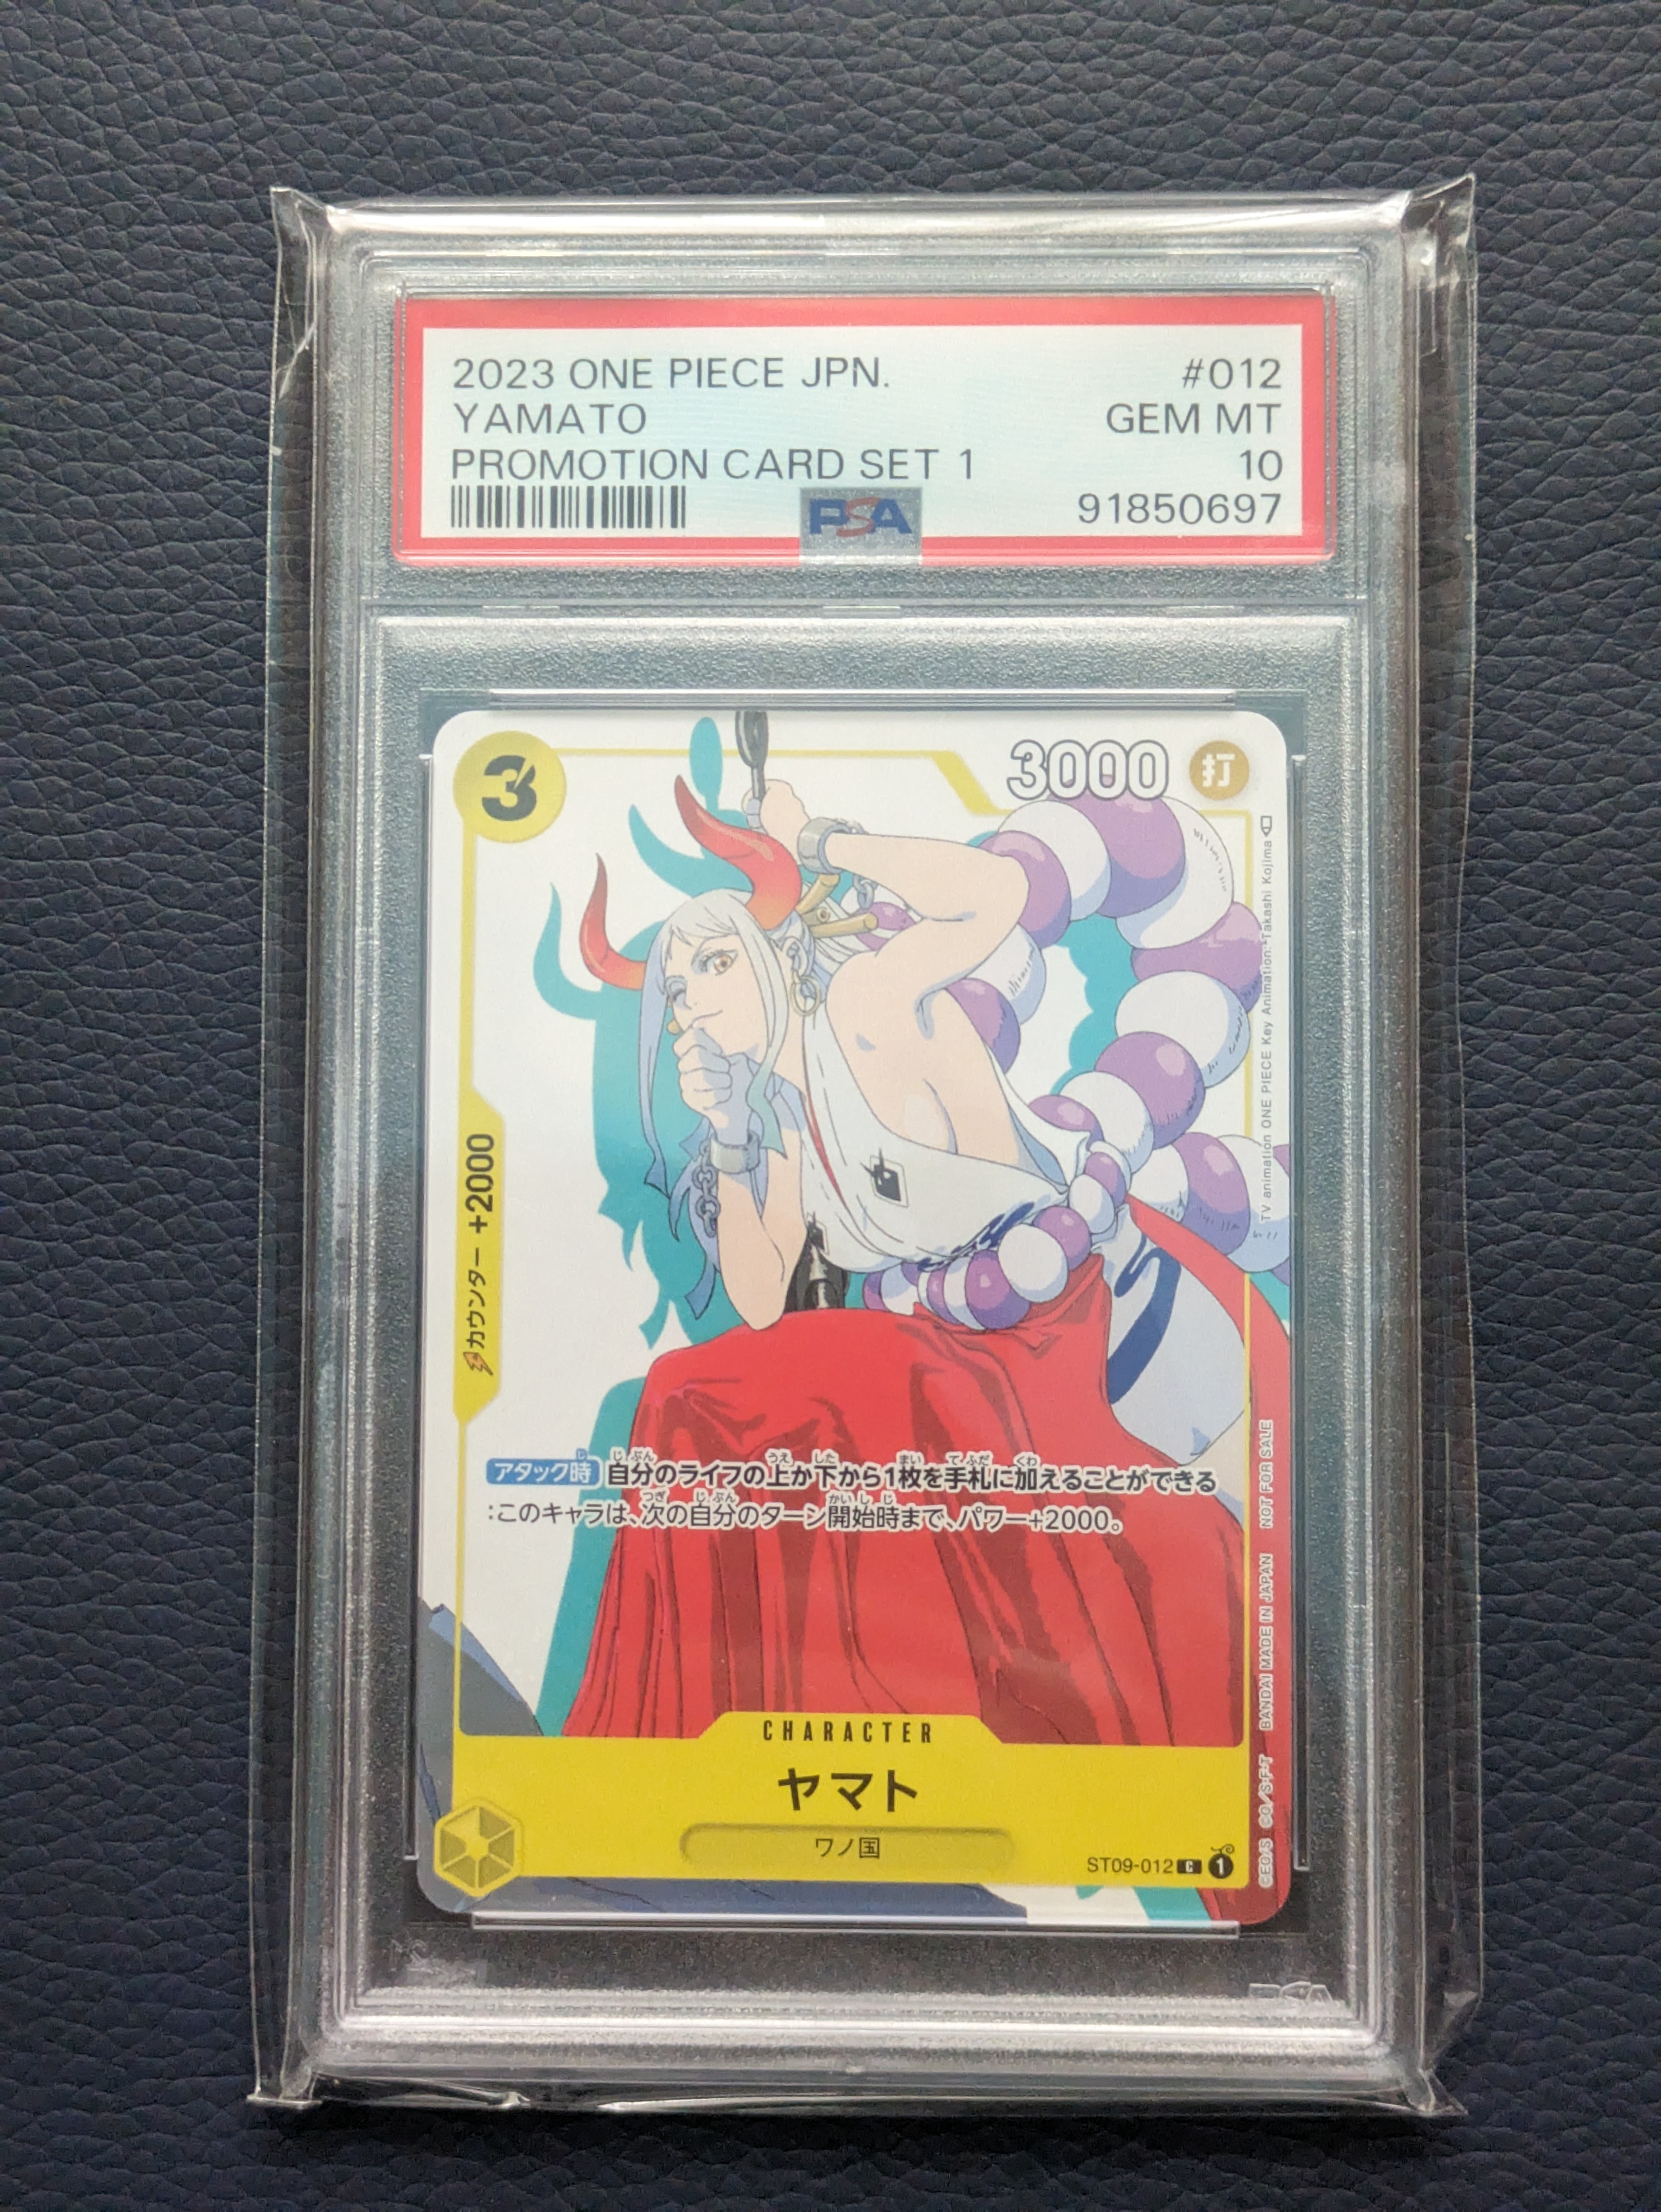 2023 ONE PIECE JPN. #012
YAMATO GEM MT
PROMOTION CARD SET 1 10
PSA 91850697
3
3000 打
TV animation ONE PIECE Key Animation: Takashi Kojima
カウンター +2000
アタック時 自分のライフの上か下から1枚を手札に加えることができる
:このキャラは、次の自分のターン開始時まで、パワー+2000。
CHARACTER
ヤマト
ワノ国
ST09-012 C 1
BANDAI MADE IN JAPAN NOT FOR SALE
PSA